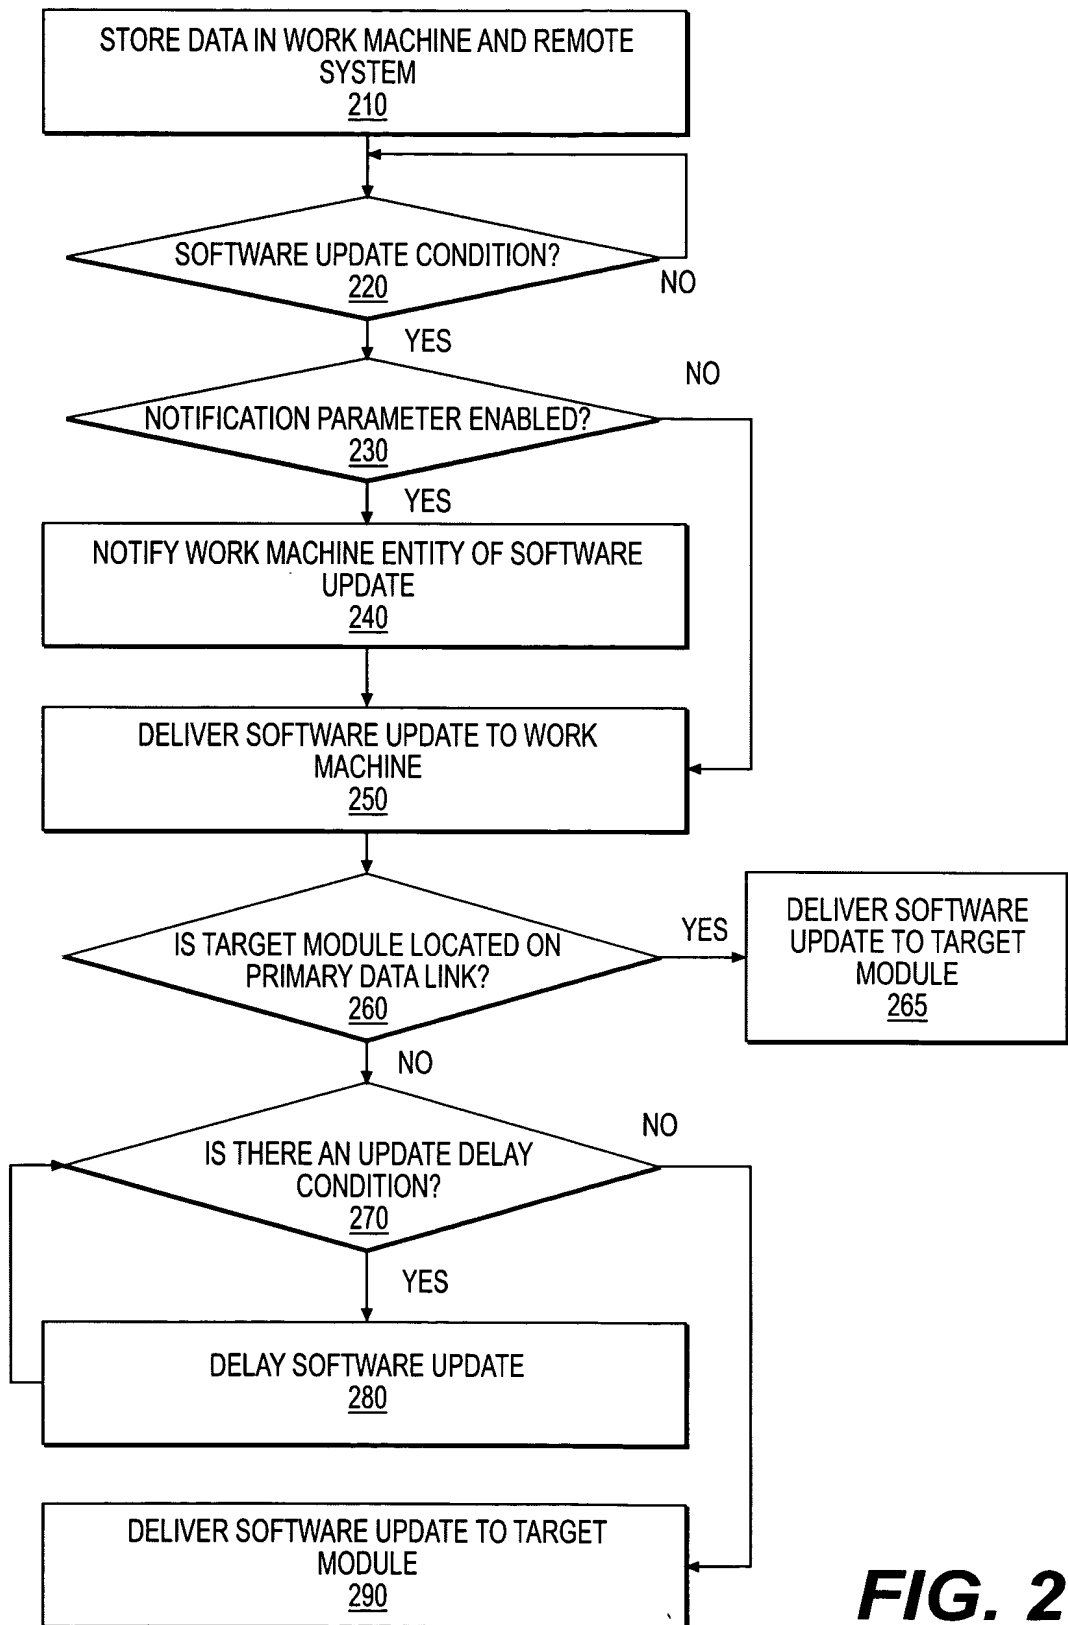 STORE DATA IN WORK MACHINE AND REMOTE
SYSTEM
210
SOFTWARE UPDATE CONDITION?
220
NO
YES
NO
NOTIFICATION PARAMETER ENABLED?
230
YES
NOTIFY WORK MACHINE ENTITY OF SOFTWARE
UPDATE
240
DELIVER SOFTWARE UPDATE TO WORK
MACHINE
250
IS TARGET MODULE LOCATED ON
PRIMARY DATA LINK?
260
YES
DELIVER SOFTWARE
UPDATE TO TARGET
MODULE
265
NO
IS THERE AN UPDATE DELAY
CONDITION?
270
NO
YES
DELAY SOFTWARE UPDATE
280
DELIVER SOFTWARE UPDATE TO TARGET
MODULE
290
FIG. 2